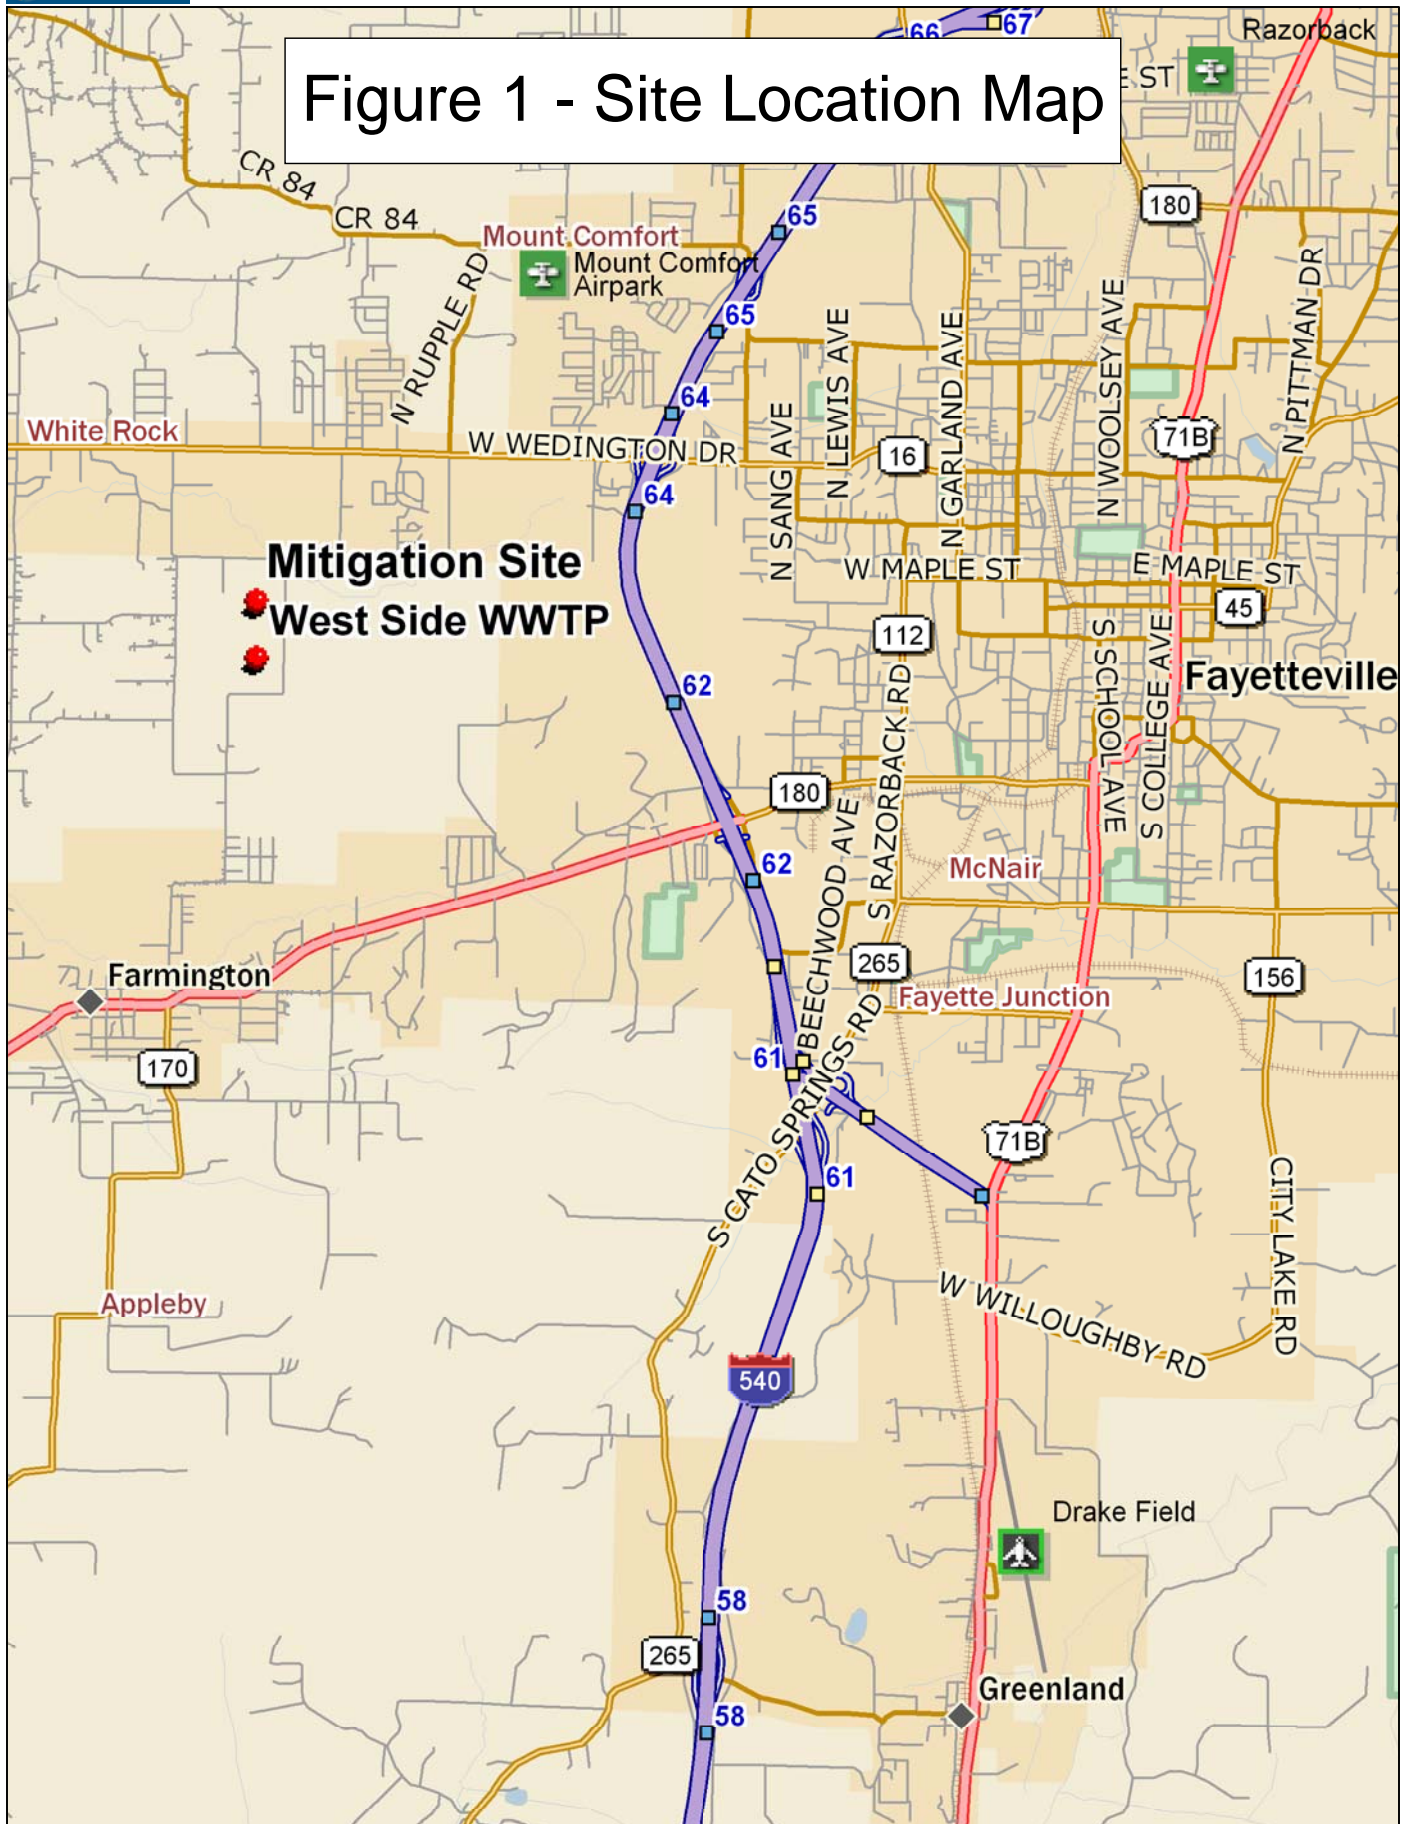 Razorback
66
67
Figure 1 - Site Location Map
E ST
CR 84
180
CR 84
65
Mount Comfort
Mount Comfort
Airpark
N RUPPLE RD
65
N PITTMAN DR
N WOOLSEY AVE
N LEWIS AVE
N GARLAND AVE
64
N SANG AVE
White Rock
W WEDINGTON DR
16
71B
64
Mitigation Site
W MAPLE ST
E MAPLE ST
West Side WWTP
45
112
S SCHOOL AVE
S COLLEGE AVE
Fayetteville
62
S RAZORBACK RD
180
BEECHWOOD AVE
62
McNair
265
Farmington
156
Fayette Junction
61
170
S CATO SPRINGS RD
71B
61
CITY LAKE RD
Appleby
W WILLOUGHBY RD
540
Drake Field
58
265
Greenland
58